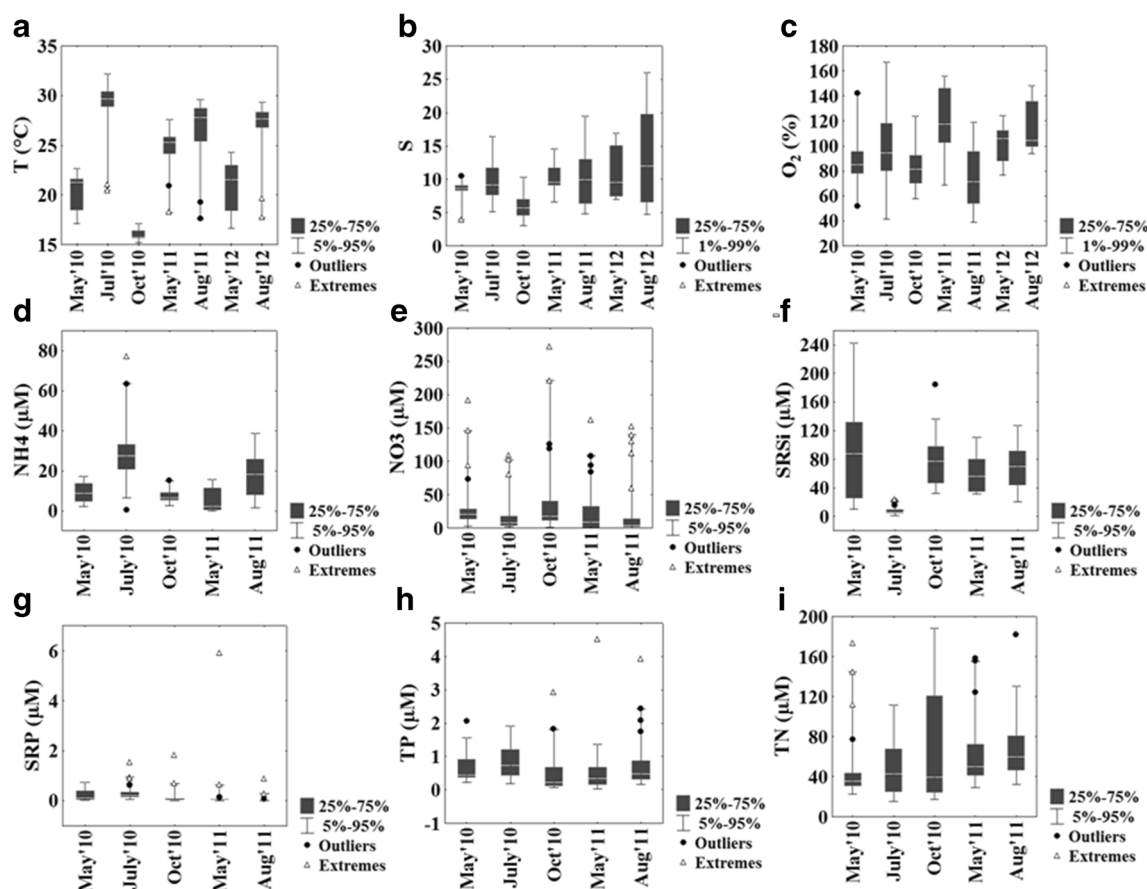 a
35
30
25
20
15
T (°C)
May'10
Jul'10
Oct'10
May'11
Aug'11
May'12
Aug'12
25%-75%
5%-95%
Outliers
Extremes
b
30
25
20
15
10
5
0
S
May'10
Jul'10
Oct'10
May'11
Aug'11
May'12
Aug'12
25%-75%
1%-99%
Outliers
Extremes
c
180
160
140
120
100
80
60
40
20
O₂ (%)
May'10
Jul'10
Oct'10
May'11
Aug'11
May'12
Aug'12
25%-75%
1%-99%
Outliers
Extremes
d
80
60
40
20
0
NH4 (µM)
May'10
July'10
Oct'10
May'11
Aug'11
25%-75%
5%-95%
Outliers
Extremes
e
300
250
200
150
100
50
0
NO3 (µM)
May'10
July'10
Oct'10
May'11
Aug'11
25%-75%
5%-95%
Outliers
Extremes
f
240
200
160
120
80
40
0
SRSi (µM)
May'10
July'10
Oct'10
May'11
Aug'11
25%-75%
5%-95%
Outliers
Extremes
g
6
4
2
0
SRP (µM)
May'10
July'10
Oct'10
May'11
Aug'11
25%-75%
5%-95%
Outliers
Extremes
h
5
4
3
2
1
0
-1
TP (µM)
May'10
July'10
Oct'10
May'11
Aug'11
25%-75%
5%-95%
Outliers
Extremes
i
200
160
120
80
40
0
TN (µM)
May'10
July'10
Oct'10
May'11
Aug'11
25%-75%
5%-95%
Outliers
Extremes